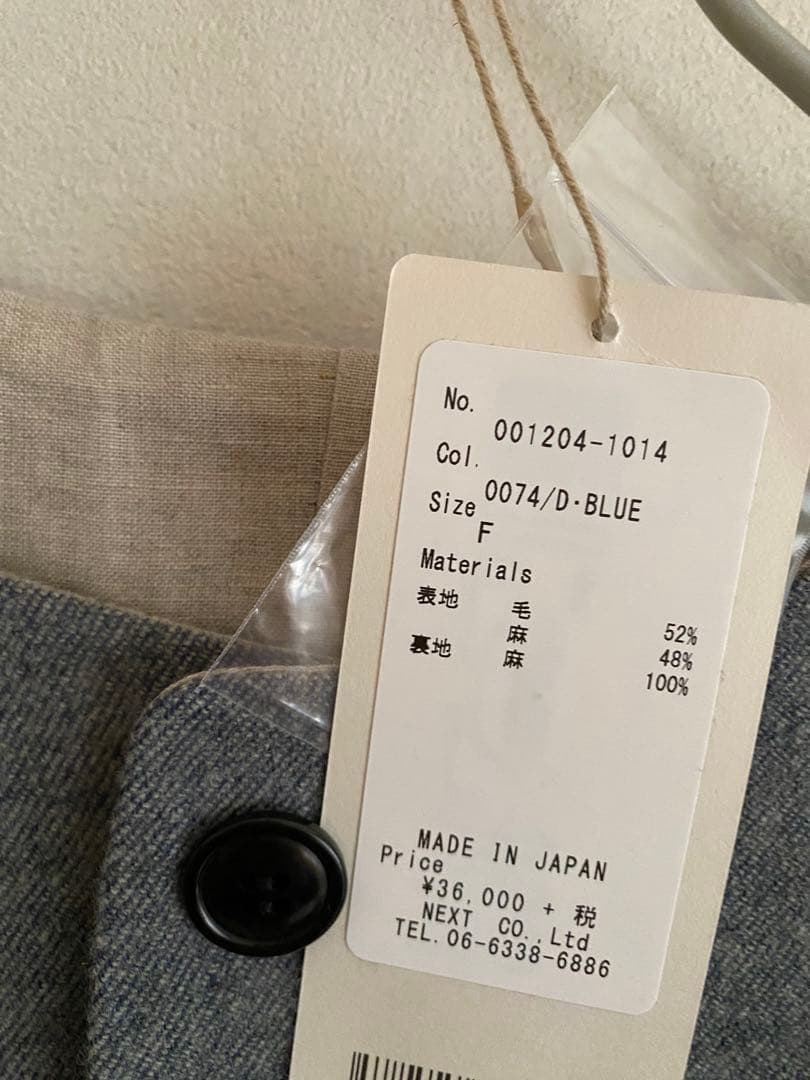 No.
001204-1014
Col.
0074/D·BLUE
Size
F
Materials
表地 毛 52%
麻 48%
裏地 麻 100%
MADE IN JAPAN
Price
¥36,000 + 税
NEXT CO.,Ltd
TEL.06-6338-6886